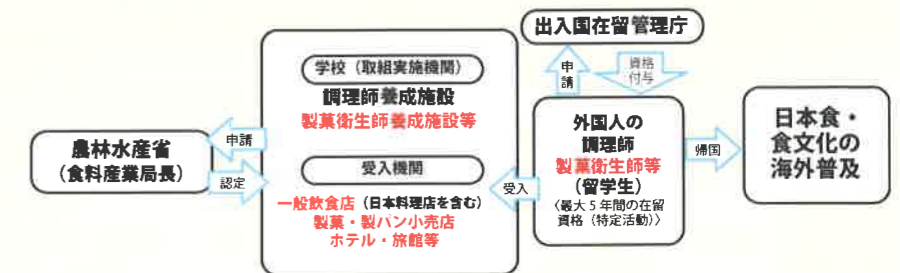 出入国在留管理庁
申請
資格付与
学校（取組実施機関）
調理師養成施設
製菓衛生師養成施設等
農林水産省
（食料産業局長）
申請
認定
受入機関
一般飲食店（日本料理店を含む）
製菓・製パン小売店
ホテル・旅館等
受入
外国人の
調理師
製菓衛生師等
（留学生）
〈最大５年間の在留
資格（特定活動）〉
帰国
日本食・
食文化の
海外普及